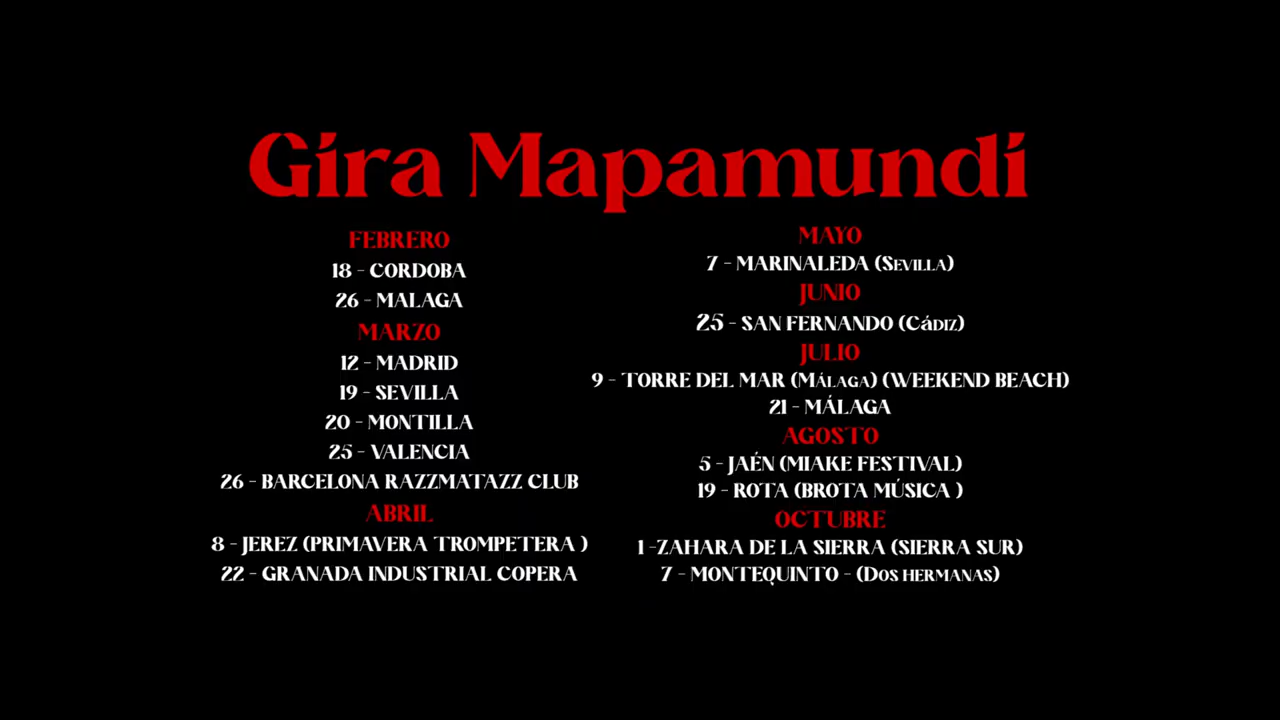 Gira Mapamundi
FEBRERO
18 - CORDOBA
26 - MALAGA
MARZO
12 - MADRID
19 - SEVILLA
20 - MONTILLA
25 - VALENCIA
26 - BARCELONA RAZZMATAZZ CLUB
ABRIL
8 - JEREZ (PRIMAVERA TROMPETERA )
22 - GRANADA INDUSTRIAL COPERA
MAYO
7 - MARINALEDA (Sevilla)
JUNIO
25 - SAN FERNANDO (Cádiz)
JULIO
9 - TORRE DEL MAR (Málaga) (WEEKEND BEACH)
21 - MÁLAGA
AGOSTO
5 - JAÉN (MIAKE FESTIVAL)
19 - ROTA (BROTA MÚSICA )
OCTUBRE
1 -ZAHARA DE LA SIERRA (SIERRA SUR)
7 - MONTEQUINTO - (Dos hermanas)